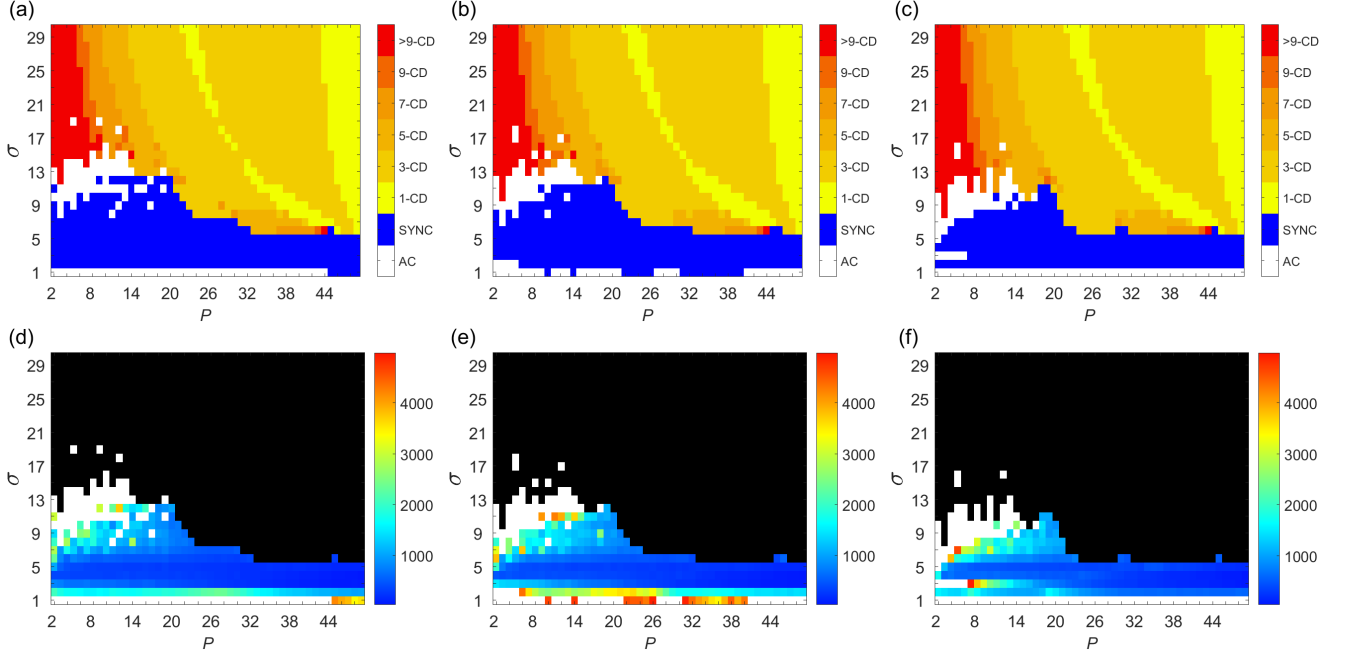 (a) (b) (c)
29 29 29
>9-CD >9-CD >9-CD
25 25 25
9-CD 9-CD 9-CD
21 21 21
7-CD 7-CD 7-CD
17 17 17
5-CD 5-CD 5-CD
σ σ σ
13 13 13
3-CD 3-CD 3-CD
9 9 9
1-CD 1-CD 1-CD
5 5 5
SYNC SYNC SYNC
1 1 1
AC AC AC
2 8 14 20 26 32 38 44 2 8 14 20 26 32 38 44 2 8 14 20 26 32 38 44
P P P
(d) (e) (f)
29 29 29
25 25 25
4000 4000 4000
21 21 21
3000 3000 3000
17 17 17
σ σ σ
13 13 13
2000 2000 2000
9 9 9
1000 1000 1000
5 5 5
1 1 1
2 8 14 20 26 32 38 44 2 8 14 20 26 32 38 44 2 8 14 20 26 32 38 44
P P P